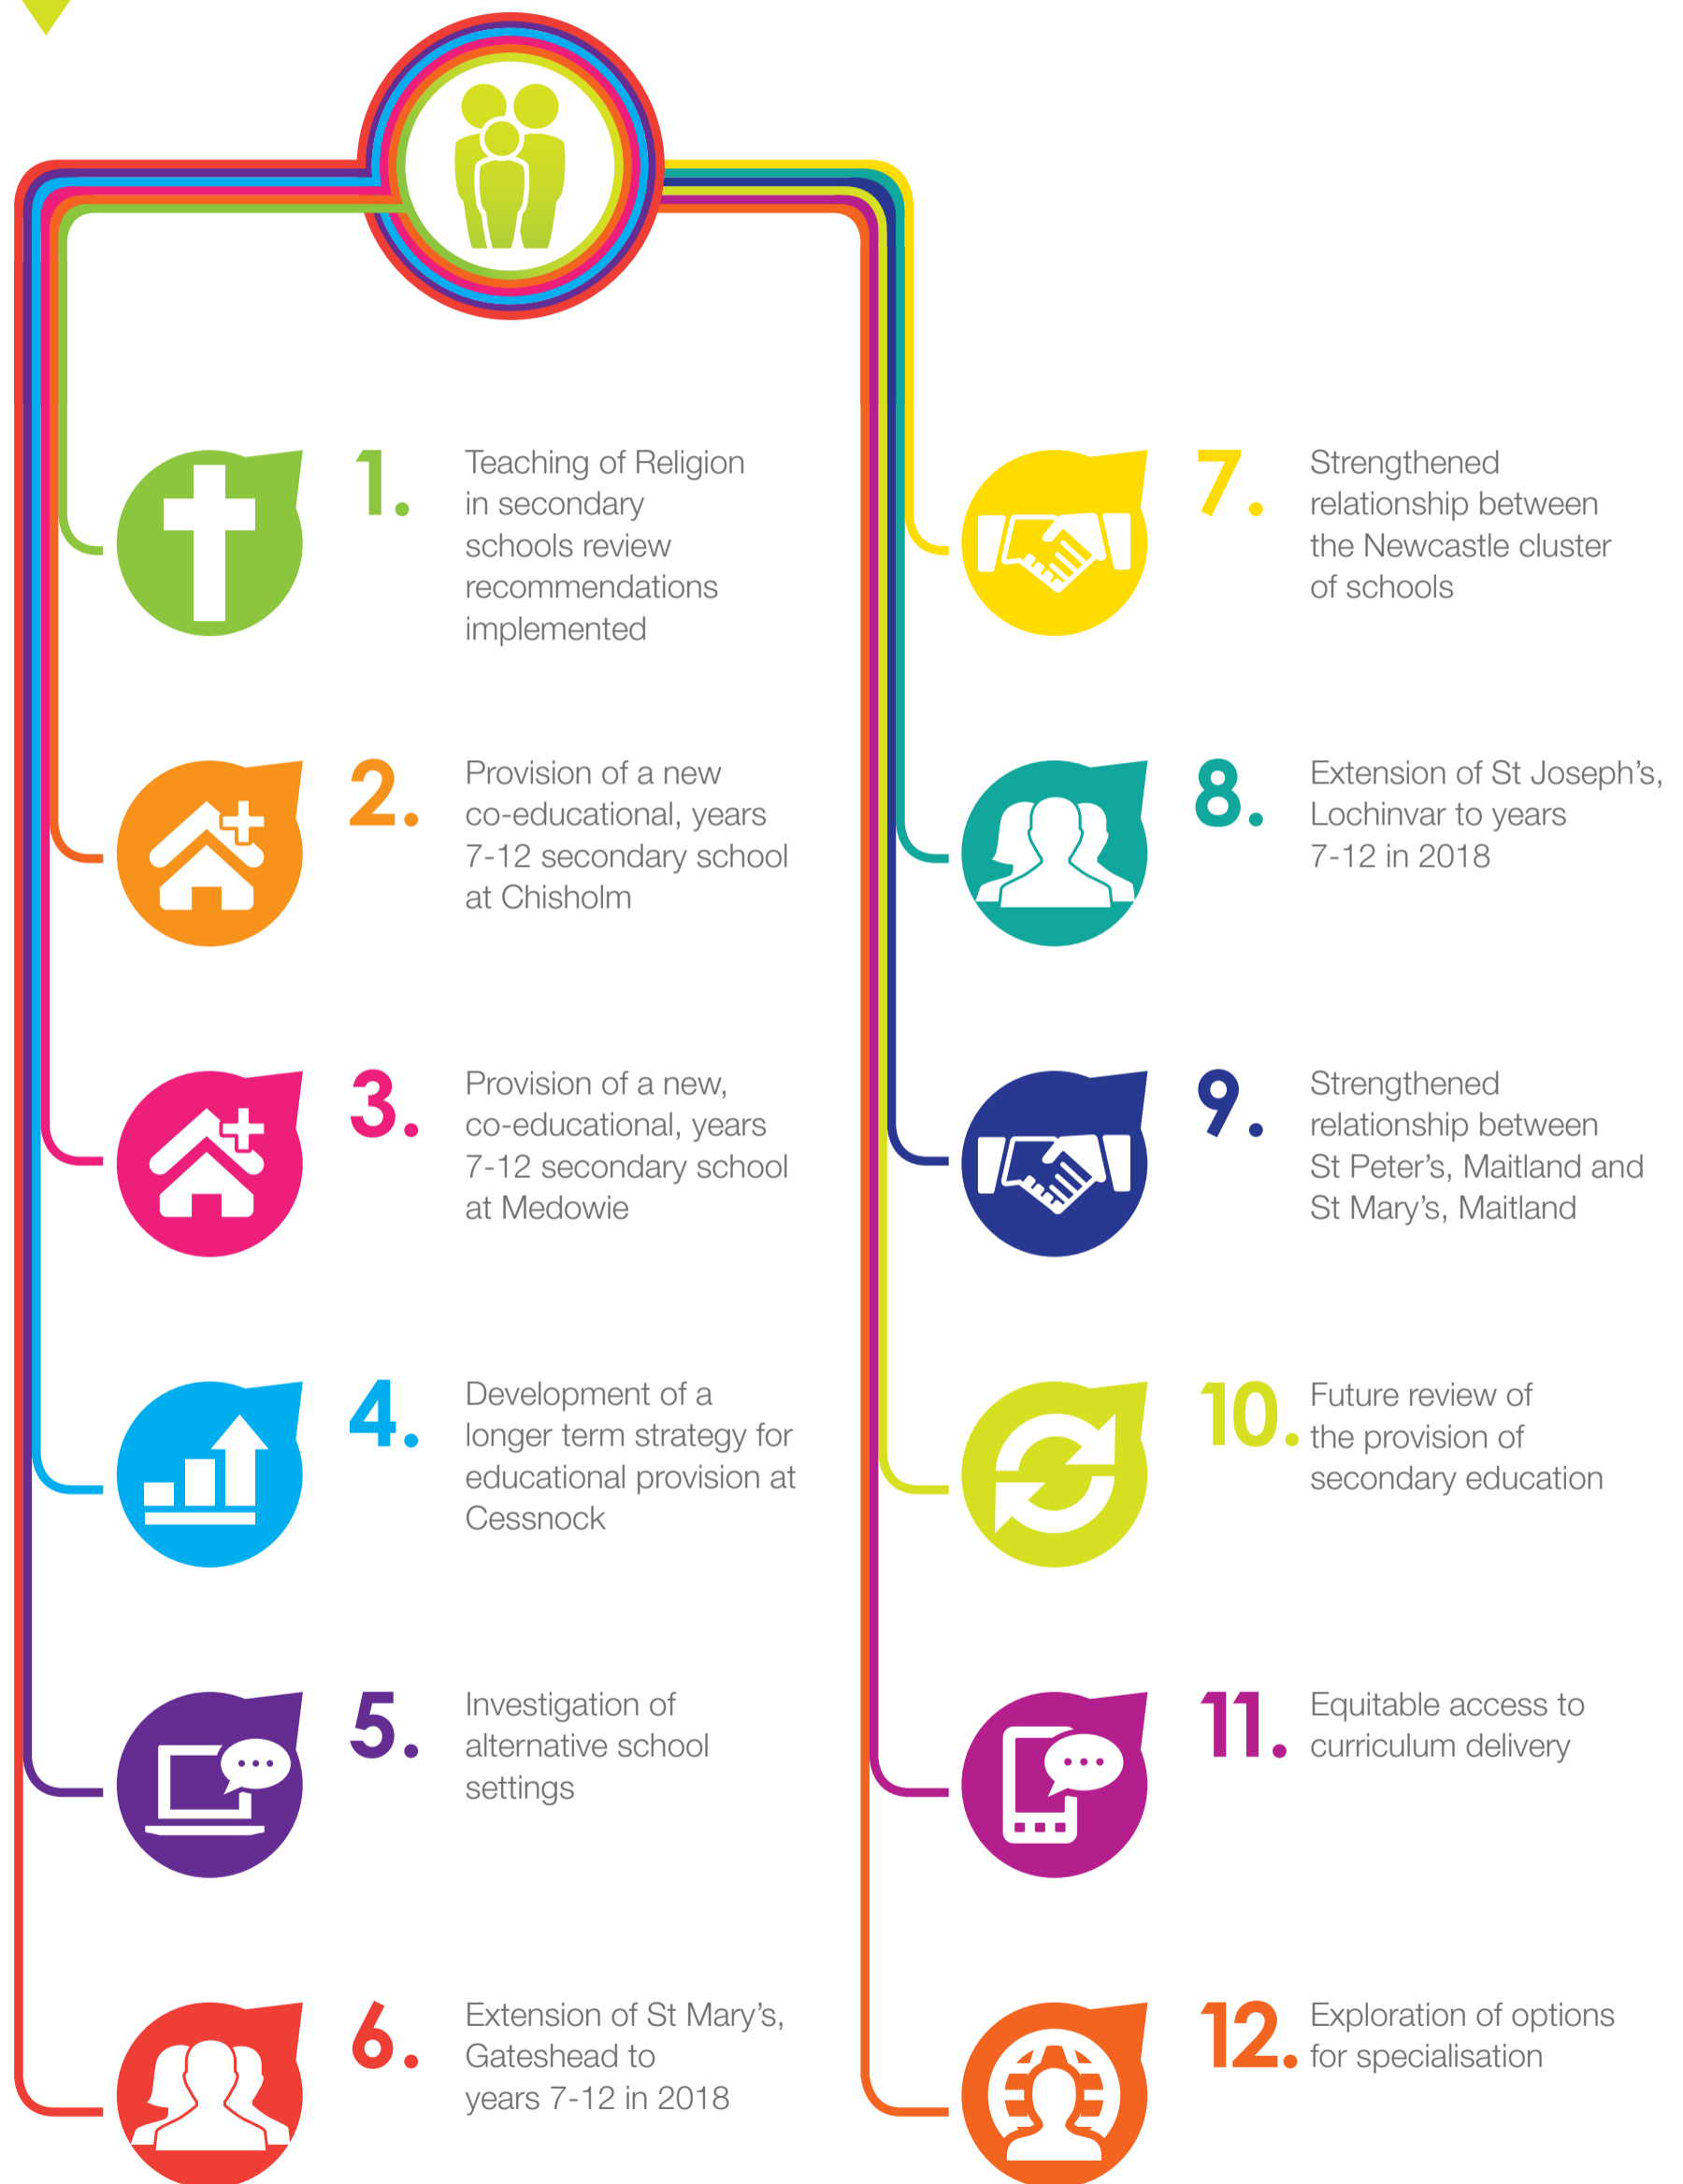 1.
Teaching of Religion
in secondary
schools review
recommendations
implemented
2.
Provision of a new
co-educational, years
7-12 secondary school
at Chisholm
3.
Provision of a new,
co-educational, years
7-12 secondary school
at Medowie
4.
Development of a
longer term strategy for
educational provision at
Cessnock
5.
Investigation of
alternative school
settings
6.
Extension of St Mary’s,
Gateshead to
years 7-12 in 2018
7.
Strengthened
relationship between
the Newcastle cluster
of schools
8.
Extension of St Joseph’s,
Lochinvar to years
7-12 in 2018
9.
Strengthened
relationship between
St Peter’s, Maitland and
St Mary’s, Maitland
10.
Future review of
the provision of
secondary education
11.
Equitable access to
curriculum delivery
12.
Exploration of options
for specialisation